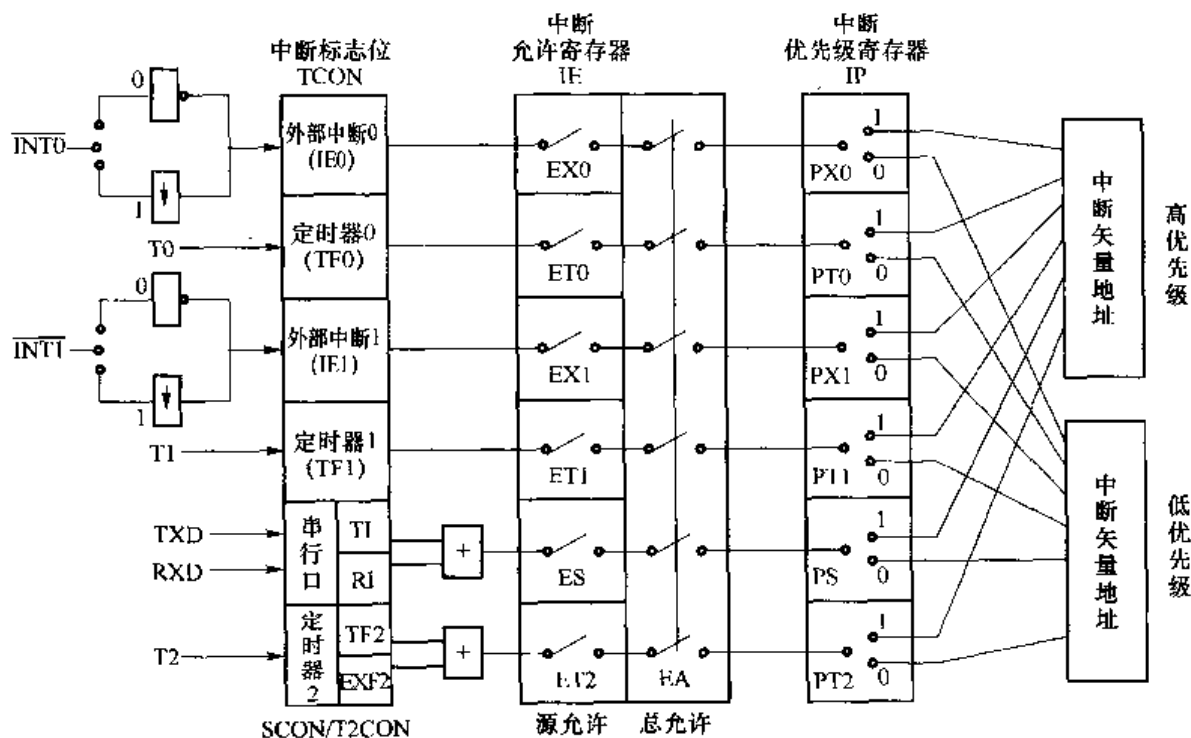 中断
允许寄存器
IE
中断
优先级寄存器
IP
中断标志位
TCON
0
INT0
1
外部中断0
(IE0)
EX0
PX0
1
0
T0
定时器0
(TF0)
ET0
PT0
1
0
0
INT1
1
外部中断1
(IE1)
EX1
PX1
1
0
T1
定时器1
(TF1)
ET1
PT1
1
0
TXD
RXD
串行口
TI
RI
+
ES
PS
1
0
T2
定时器2
TF2
EXF2
+
ET2
EA
PT2
1
0
SCON/T2CON
源允许
总允许
中断矢量地址
高优先级
中断矢量地址
低优先级